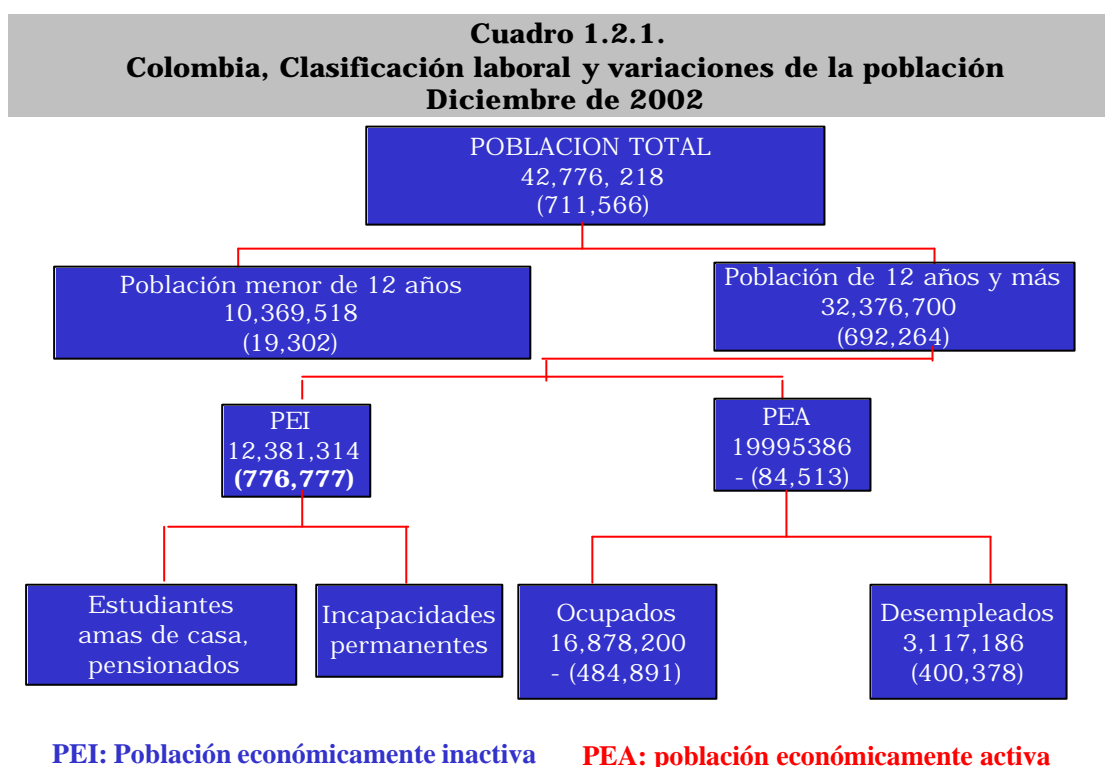 Cuadro 1.2.1.
Colombia, Clasificación laboral y variaciones de la población
Diciembre de 2002
POBLACION TOTAL
42,776, 218
(711,566)
Población menor de 12 años
10,369,518
(19,302)
Población de 12 años y más
32,376,700
(692,264)
PEI
12,381,314
(776,777)
PEA
19995386
- (84,513)
Estudiantes
amas de casa,
pensionados
Incapacidades
permanentes
Ocupados
16,878,200
- (484,891)
Desempleados
3,117,186
(400,378)
PEI: Población económicamente inactiva
PEA: población económicamente activa